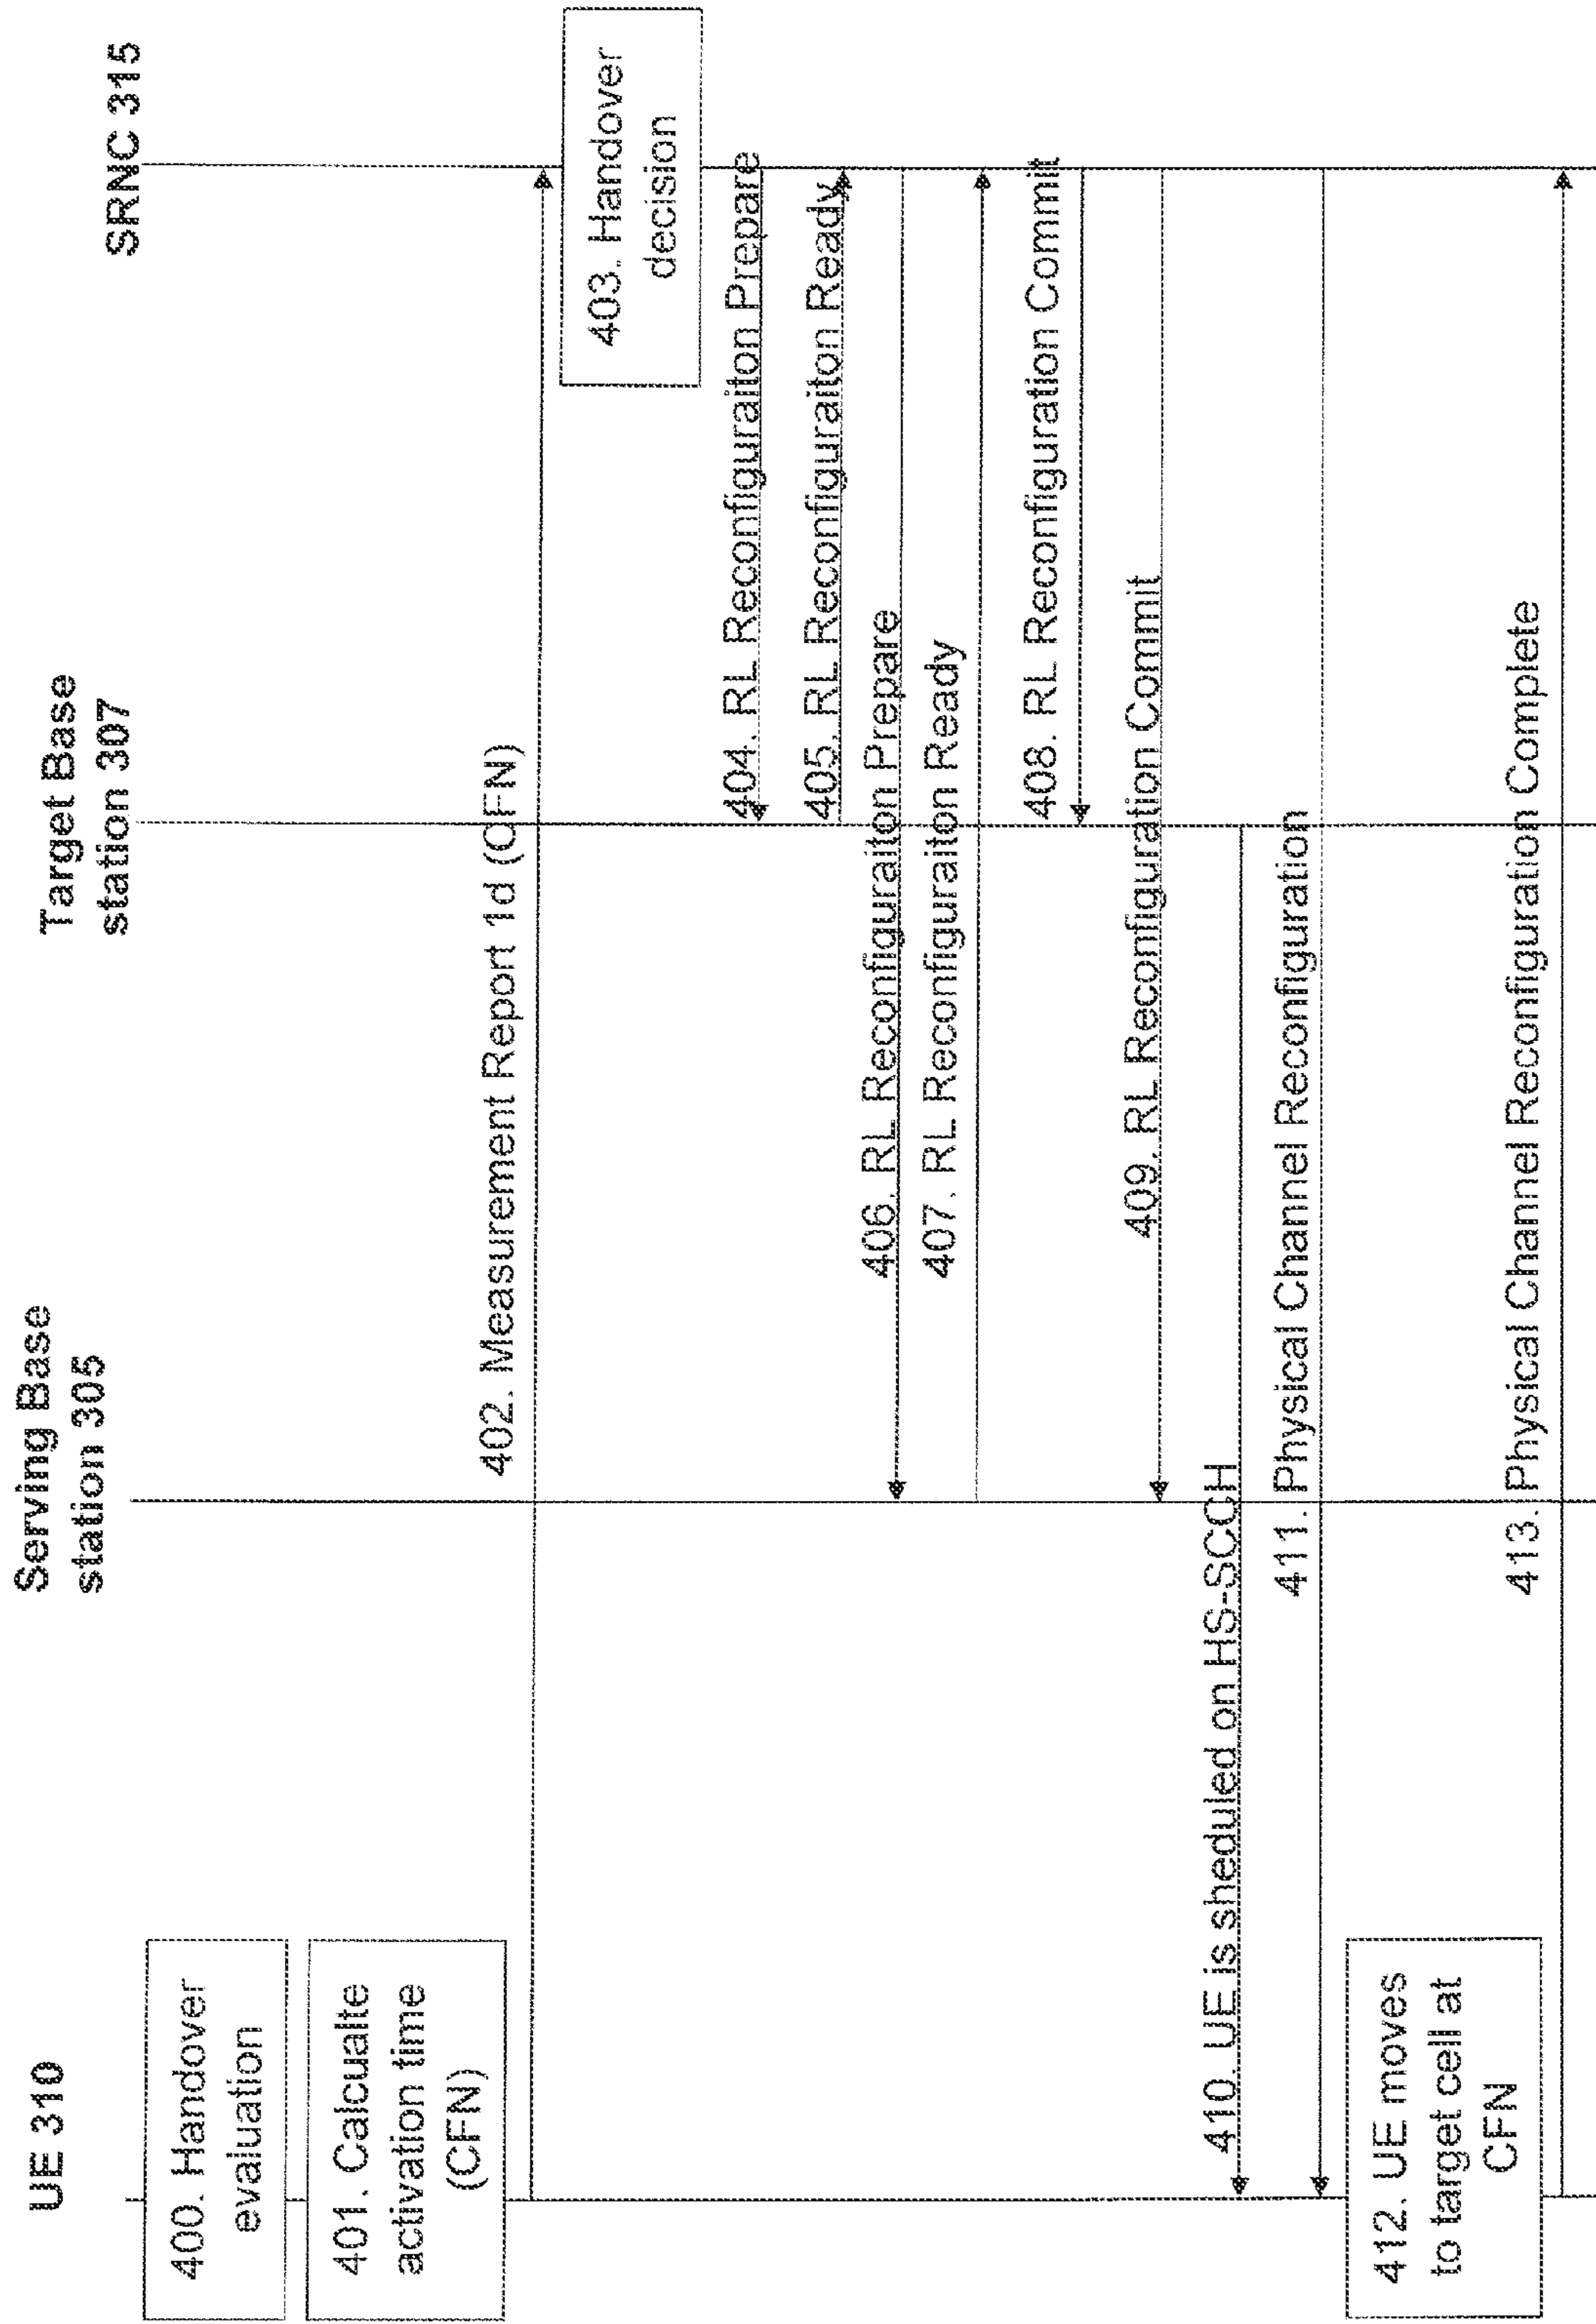 UE 310
Serving Base
station 305
Target Base
station 307
SRNC 315
400. Handover
evaluation
401. Calcualte
activation time
(CFN)
402. Measurement Report 1d (CFN)
403. Handover
decision
404. RL Reconfiguraiton Prepare
405. RL Reconfiguraiton Ready
406. RL Reconfiguraiton Prepare
407. RL Reconfiguraiton Ready
408. RL Reconfiguration Commit
409. RL Reconfiguration Commit
410. UE is sheduled on HS-SCCH
411. Physical Channel Reconfiguration
412. UE moves
to target cell at
CFN
413. Physical Channel Reconfiguration Complete